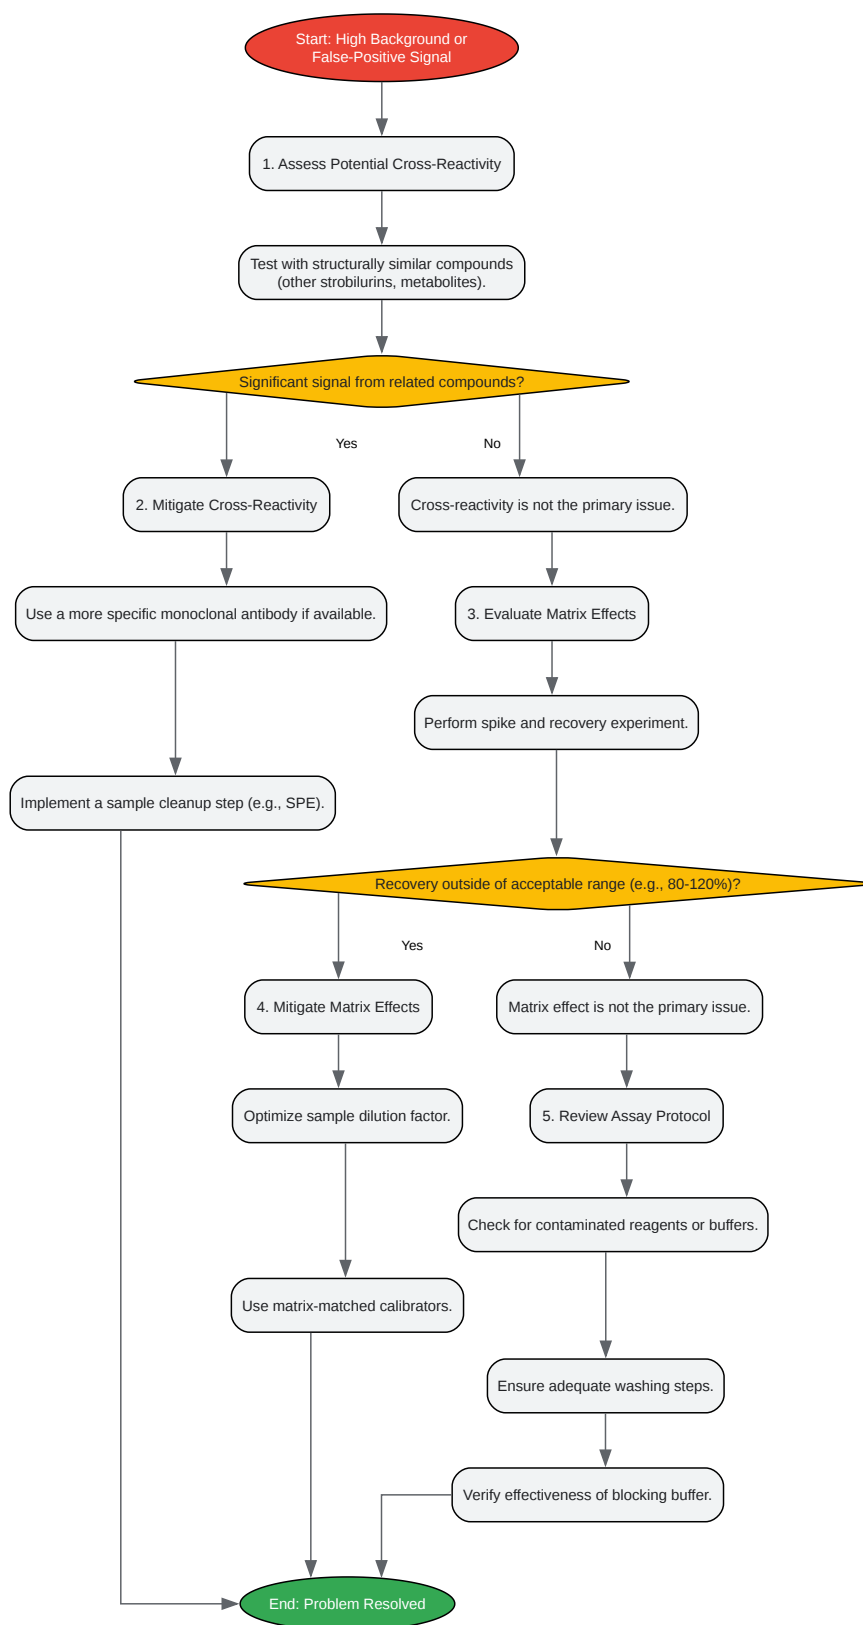 Start: High Background or
False-Positive Signal
1. Assess Potential Cross-Reactivity
Test with structurally similar compounds
(other strobilurins, metabolites).
Significant signal from related compounds?
Yes
No
2. Mitigate Cross-Reactivity
Cross-reactivity is not the primary issue.
Use a more specific monoclonal antibody if available.
3. Evaluate Matrix Effects
Perform spike and recovery experiment.
Implement a sample cleanup step (e.g., SPE).
Recovery outside of acceptable range (e.g., 80-120%)?
Yes
No
4. Mitigate Matrix Effects
Matrix effect is not the primary issue.
Optimize sample dilution factor.
5. Review Assay Protocol
Check for contaminated reagents or buffers.
Use matrix-matched calibrators.
Ensure adequate washing steps.
Verify effectiveness of blocking buffer.
End: Problem Resolved